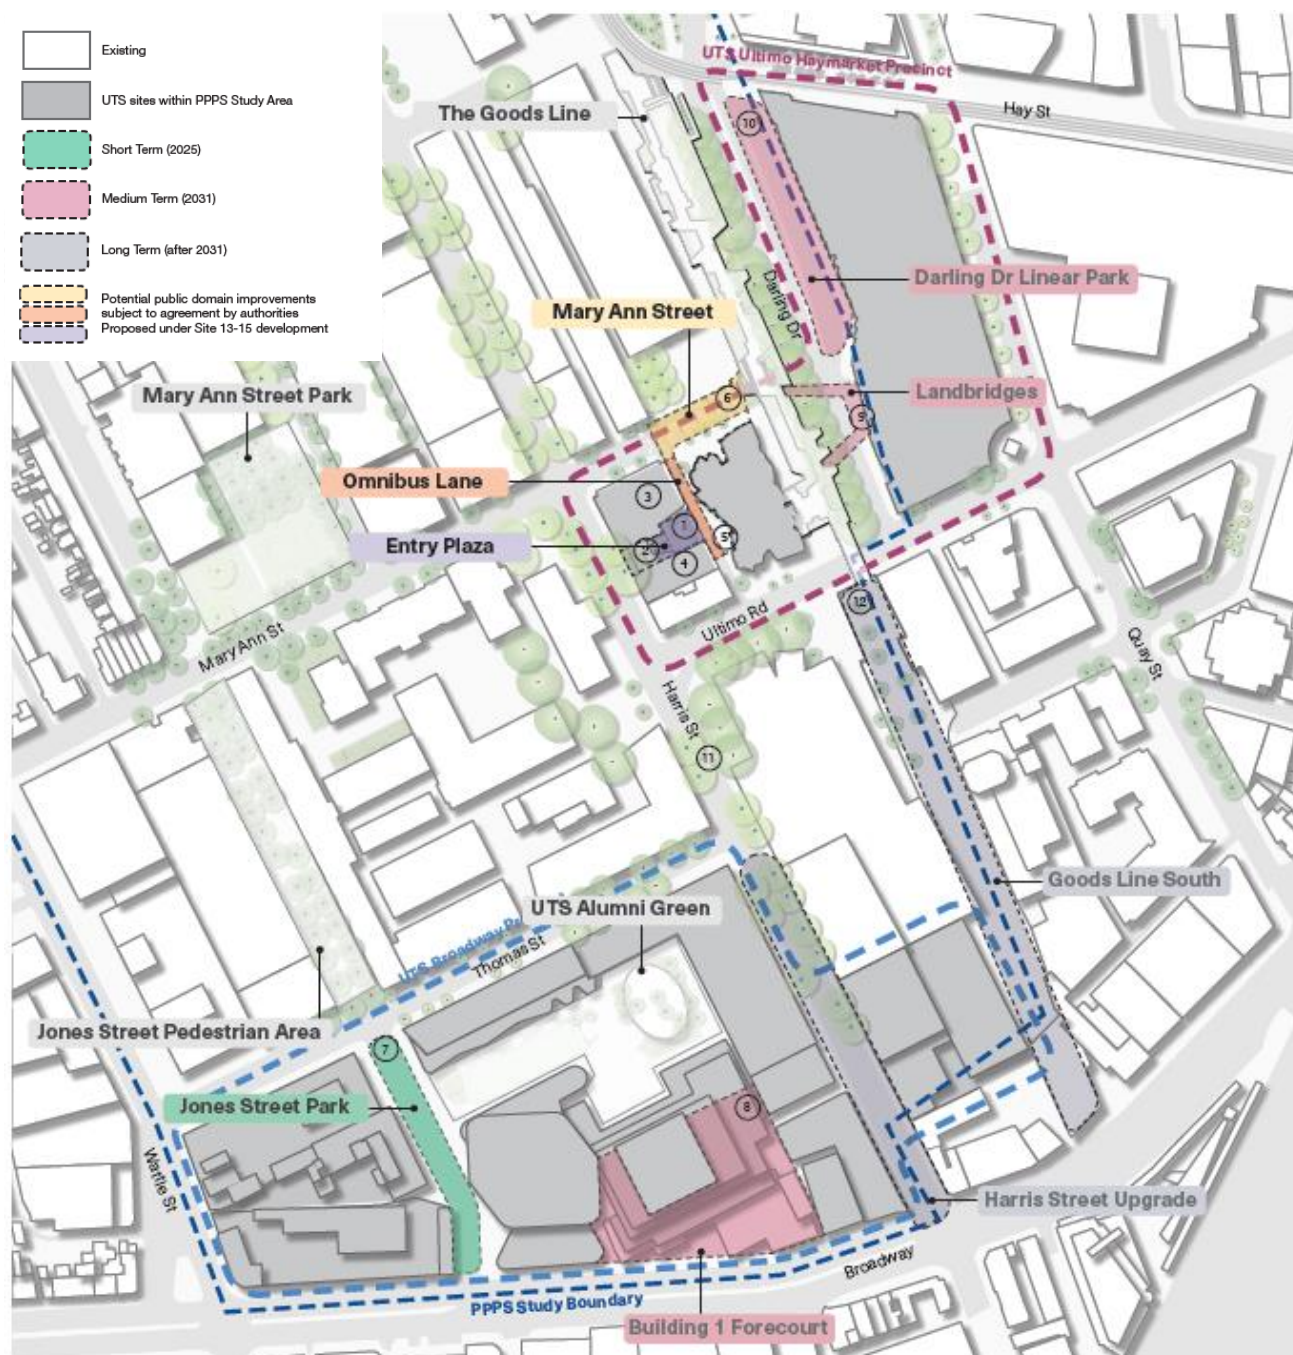 Existing
UTS sites within PPPS Study Area
Short Term (2025)
Medium Term (2031)
Long Term (after 2031)
Potential public domain improvements
subject to agreement by authorities
Proposed under Site 13-15 development
UTS Ultimo Haymarket Precinct
Hay St
The Goods Line
10
Darling Dr Linear Park
Darling Dr
Mary Ann Street
Mary Ann Street Park
6
Landbridges
9
Omnibus Lane
3
1
5
Entry Plaza
2
4
12
Ultimo Rd
Mary Ann St
Quay St
Harris St
11
Goods Line South
UTS Alumni Green
UTS Broadway
Thomas St
Jones Street Pedestrian Area
7
Jones Street Park
8
Wattle St
Harris Street Upgrade
Broadway
PPPS Study Boundary
Building 1 Forecourt